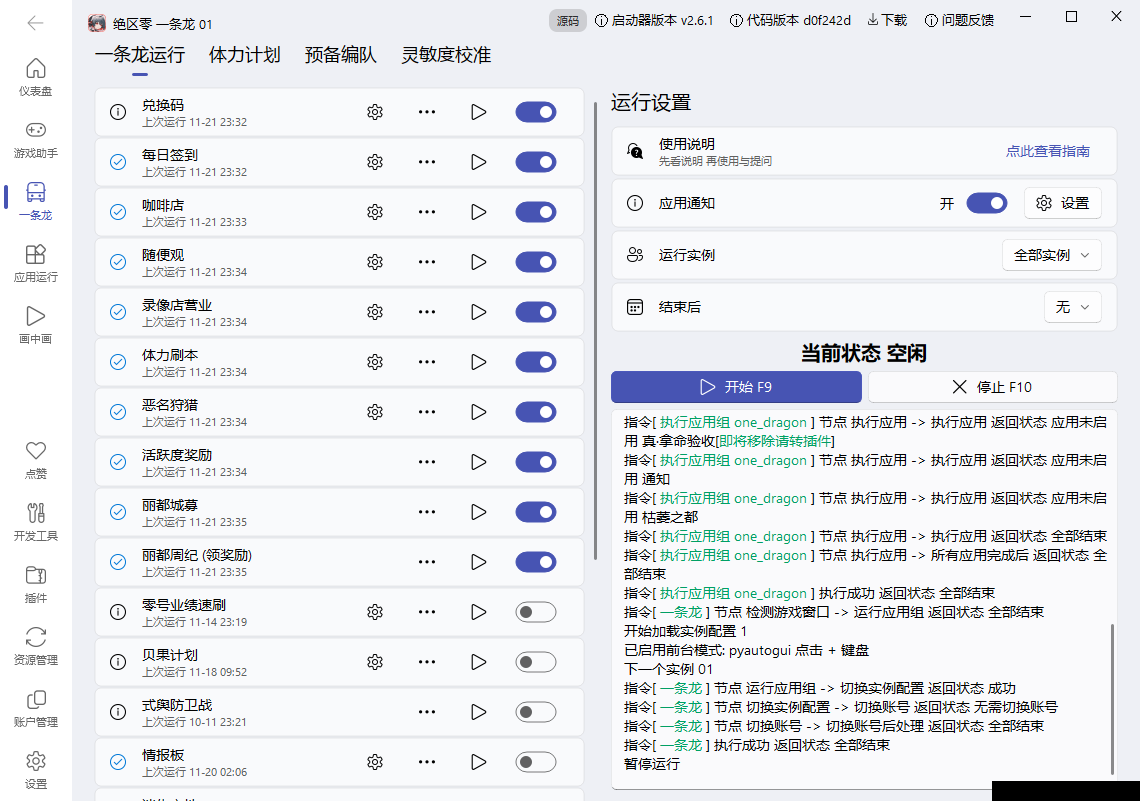 绝区零 一条龙 01
源码
启动器版本 v2.6.1
代码版本 d0f242d
下载
问题反馈
仪表盘
游戏助手
一条龙
应用运行
画中画
点赞
开发工具
插件
资源管理
账户管理
设置
一条龙运行
体力计划
预备编队
灵敏度校准
兑换码
上次运行 11-21 23:32
每日签到
上次运行 11-21 23:32
咖啡店
上次运行 11-21 23:33
随便观
上次运行 11-21 23:34
录像店营业
上次运行 11-21 23:34
体力刷本
上次运行 11-21 23:34
恶名狩猎
上次运行 11-21 23:34
活跃度奖励
上次运行 11-21 23:34
丽都城募
上次运行 11-21 23:35
丽都周纪 (领奖励)
上次运行 11-21 23:35
零号业绩速刷
上次运行 11-14 23:19
贝果计划
上次运行 11-18 09:52
式舆防卫战
上次运行 10-11 23:21
情报板
上次运行 11-20 02:06
运行设置
使用说明
先看说明 再使用与提问
点此查看指南
应用通知
开
设置
运行实例
全部实例
结束后
无
当前状态 空闲
开始 F9
停止 F10
指令[ 执行应用组 one_dragon ] 节点 执行应用 -> 执行应用 返回状态 应用未启
用 真·拿命验收[即将移除请转插件]
指令[ 执行应用组 one_dragon ] 节点 执行应用 -> 执行应用 返回状态 应用未启
用 通知
指令[ 执行应用组 one_dragon ] 节点 执行应用 -> 执行应用 返回状态 应用未启
用 枯萎之都
指令[ 执行应用组 one_dragon ] 节点 执行应用 -> 执行应用 返回状态 全部结束
指令[ 执行应用组 one_dragon ] 节点 执行应用 -> 所有应用完成后 返回状态 全
部结束
指令[ 执行应用组 one_dragon ] 执行成功 返回状态 全部结束
指令[ 一条龙 ] 节点 检测游戏窗口 -> 运行应用组 返回状态 全部结束
开始加载实例配置 1
已启用前台模式: pyautogui 点击 + 键盘
下一个实例 01
指令[ 一条龙 ] 节点 运行应用组 -> 切换实例配置 返回状态 成功
指令[ 一条龙 ] 节点 切换实例配置 -> 切换账号 返回状态 无需切换账号
指令[ 一条龙 ] 节点 切换账号 -> 切换账号后处理 返回状态 全部结束
指令[ 一条龙 ] 执行成功 返回状态 全部结束
暂停运行